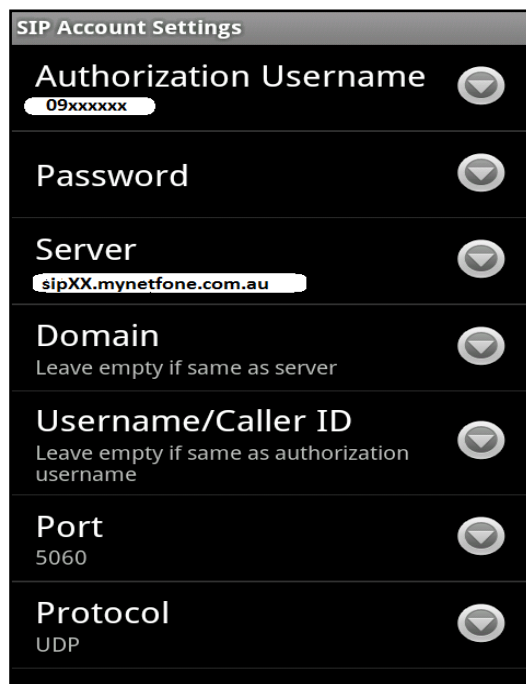 SIP Account Settings
Authorization Username
09xxxxxx
Password
Server
sipXX.mynetfone.com.au
Domain
Leave empty if same as server
Username/Caller ID
Leave empty if same as authorization
username
Port
5060
Protocol
UDP